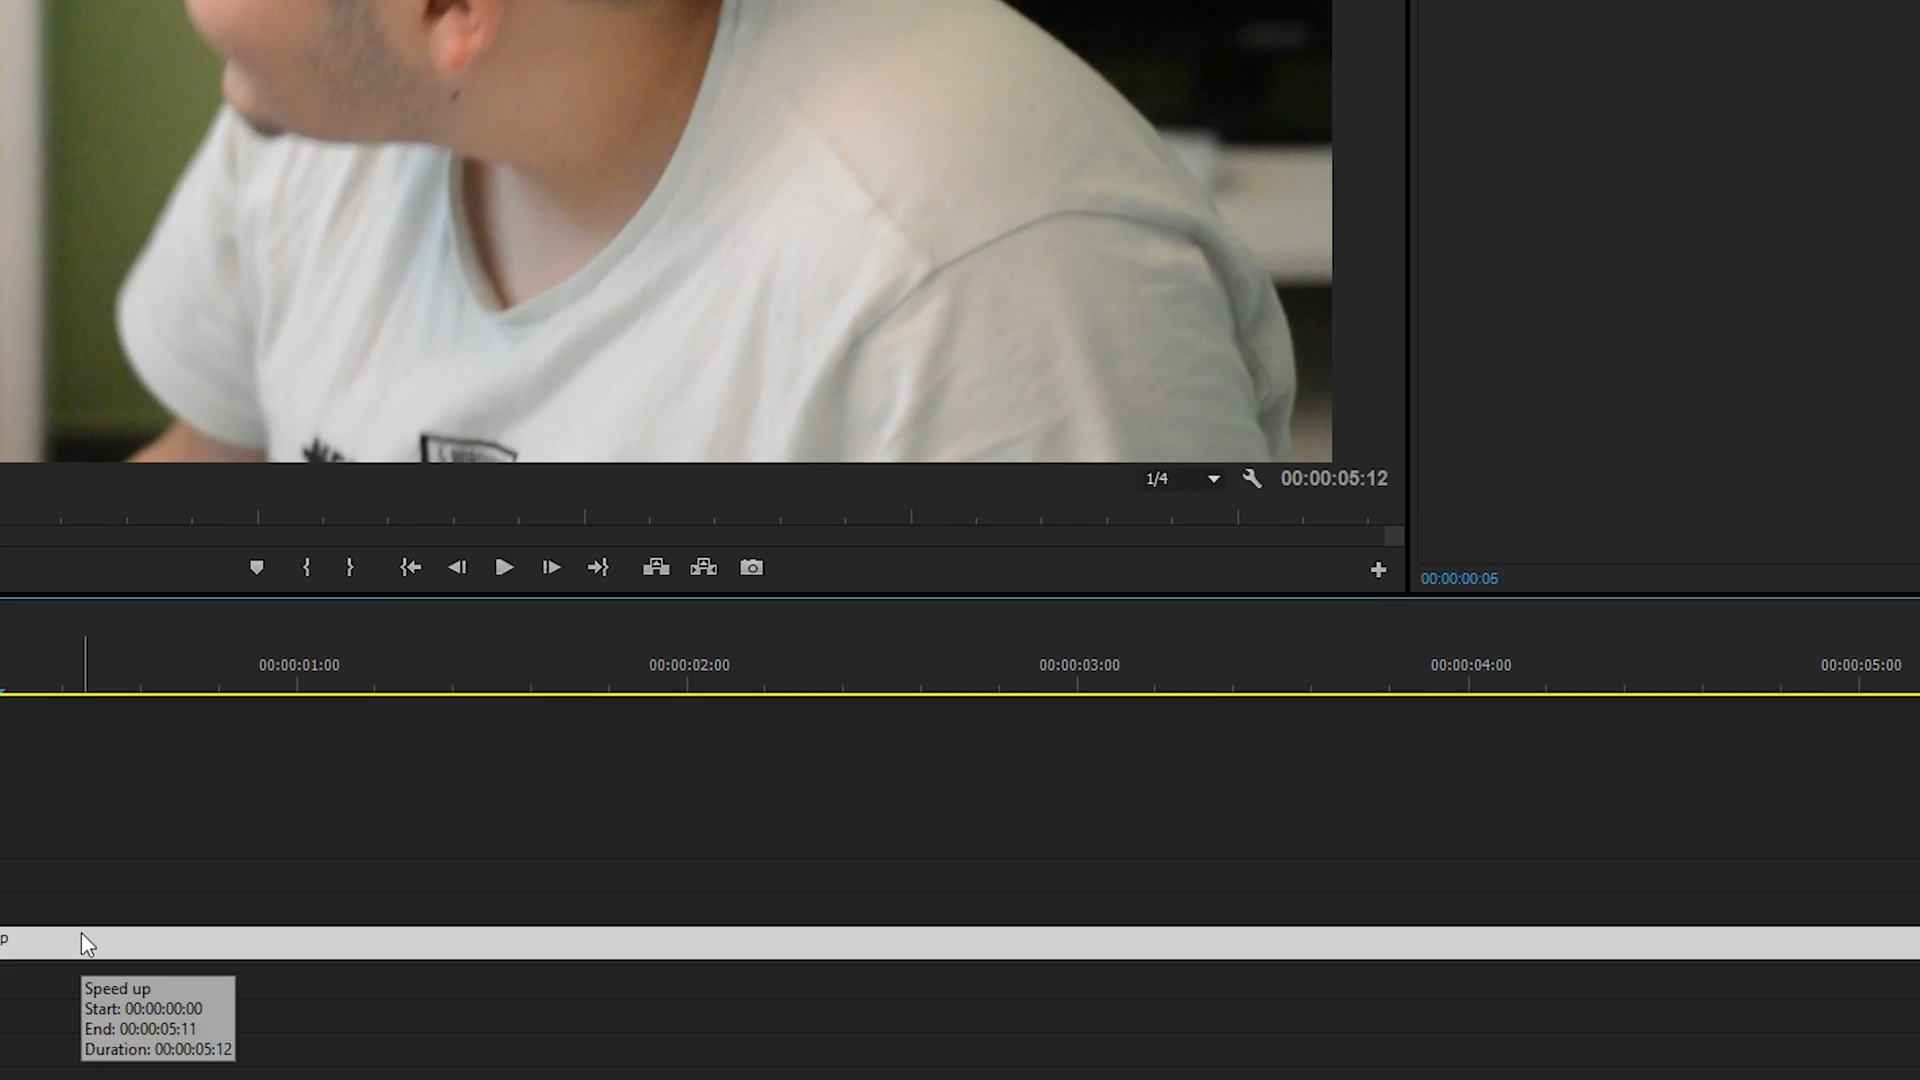 1/4
00:00:05:12
00:00:00:05
00:00:01:00
00:00:02:00
00:00:03:00
00:00:04:00
00:00:05:00
p
Speed up
Start: 00:00:00:00
End: 00:00:05:11
Duration: 00:00:05:12